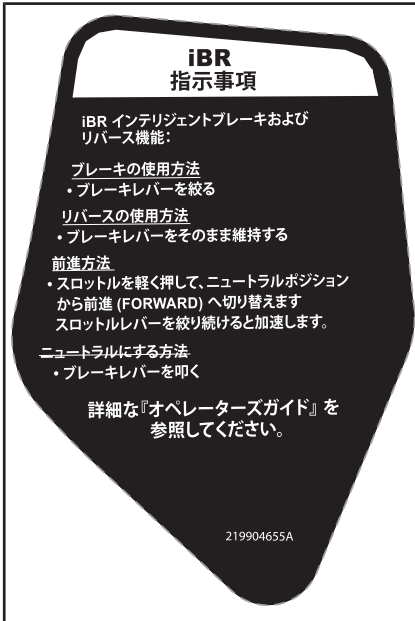 iBR
指示事項
iBR インテリジェントブレーキおよび
リバース機能：
ブレーキの使用方法
・ブレーキレバーを絞る
リバースの使用方法
・ブレーキレバーをそのまま維持する
前進方法
・スロットルを軽く押して、ニュートラルポジション
から前進 (FORWARD) へ切り替えます
スロットルレバーを絞り続けると加速します。
ニュートラルにする方法
・ブレーキレバーを叩く
詳細な『オペレーターズガイド』を
参照してください。
219904655A